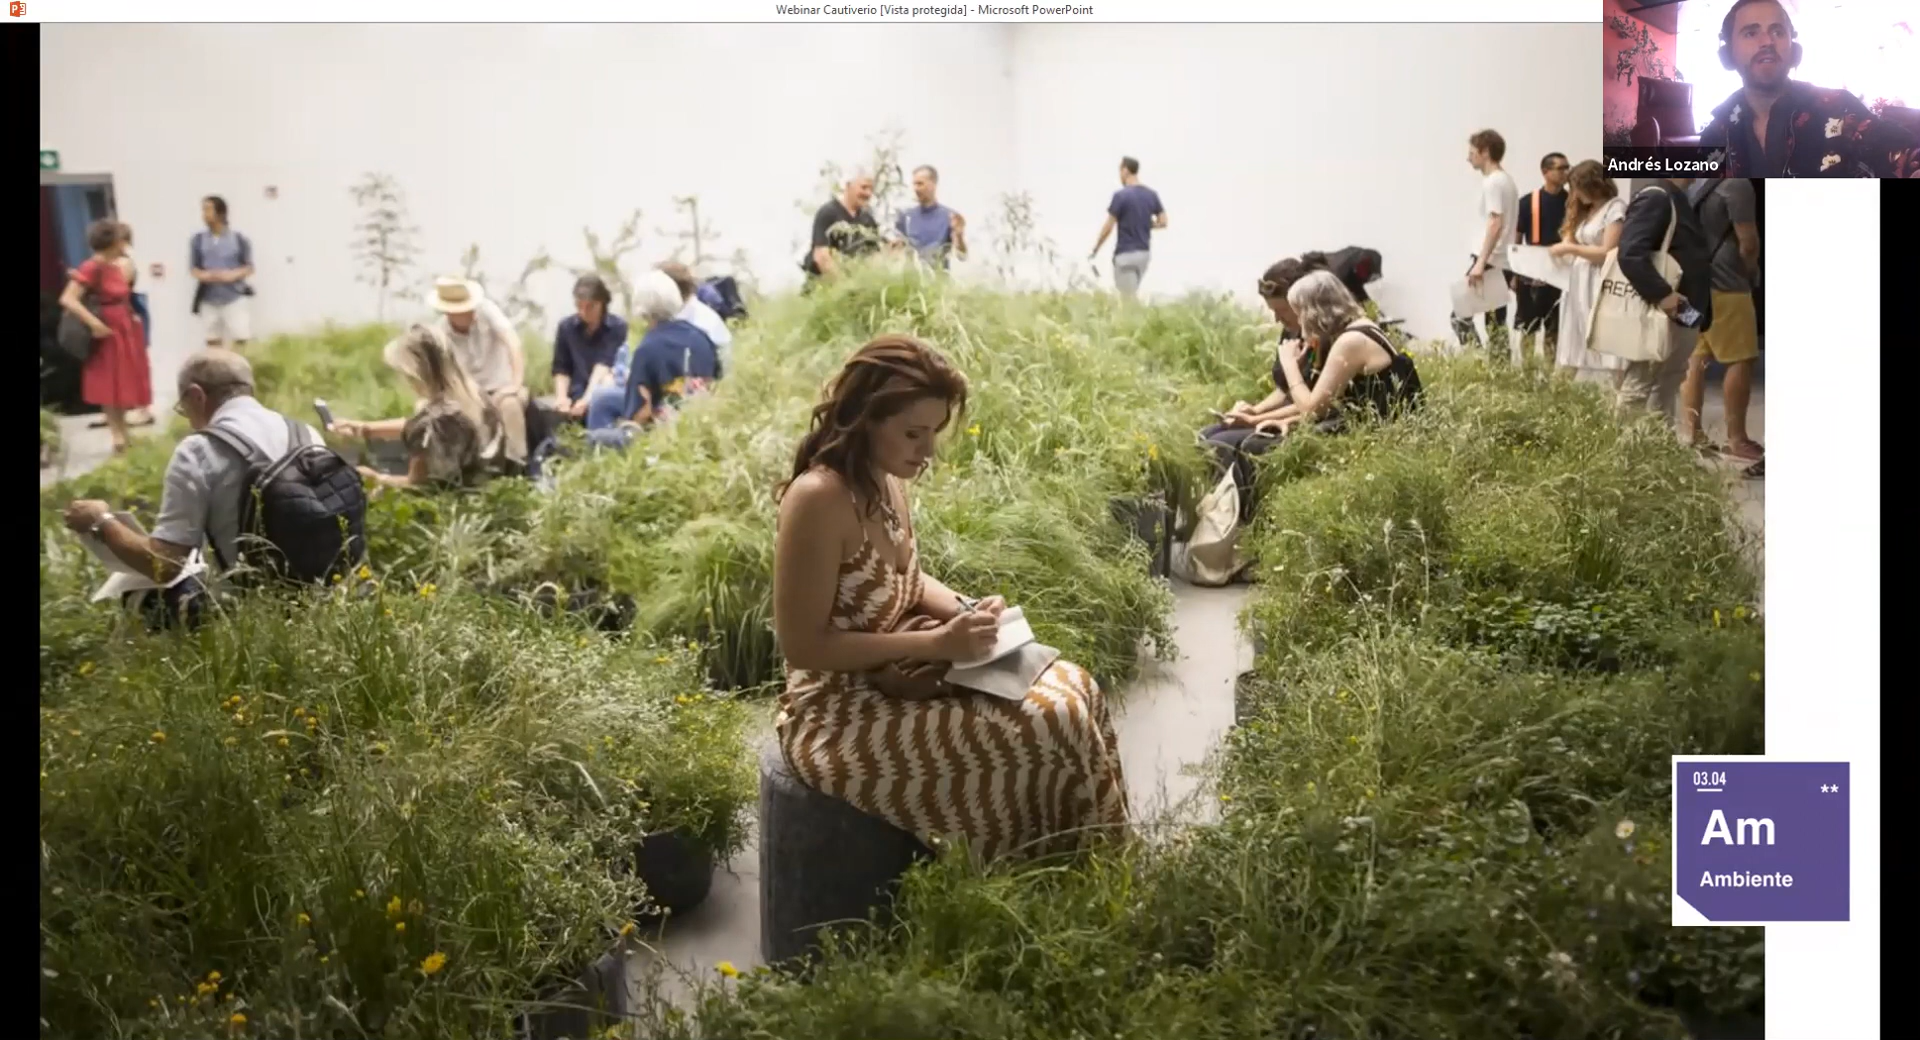 Webinar Cautiverio [Vista protegida] - Microsoft PowerPoint
Andrés Lozano
03.04
**
Am
Ambiente